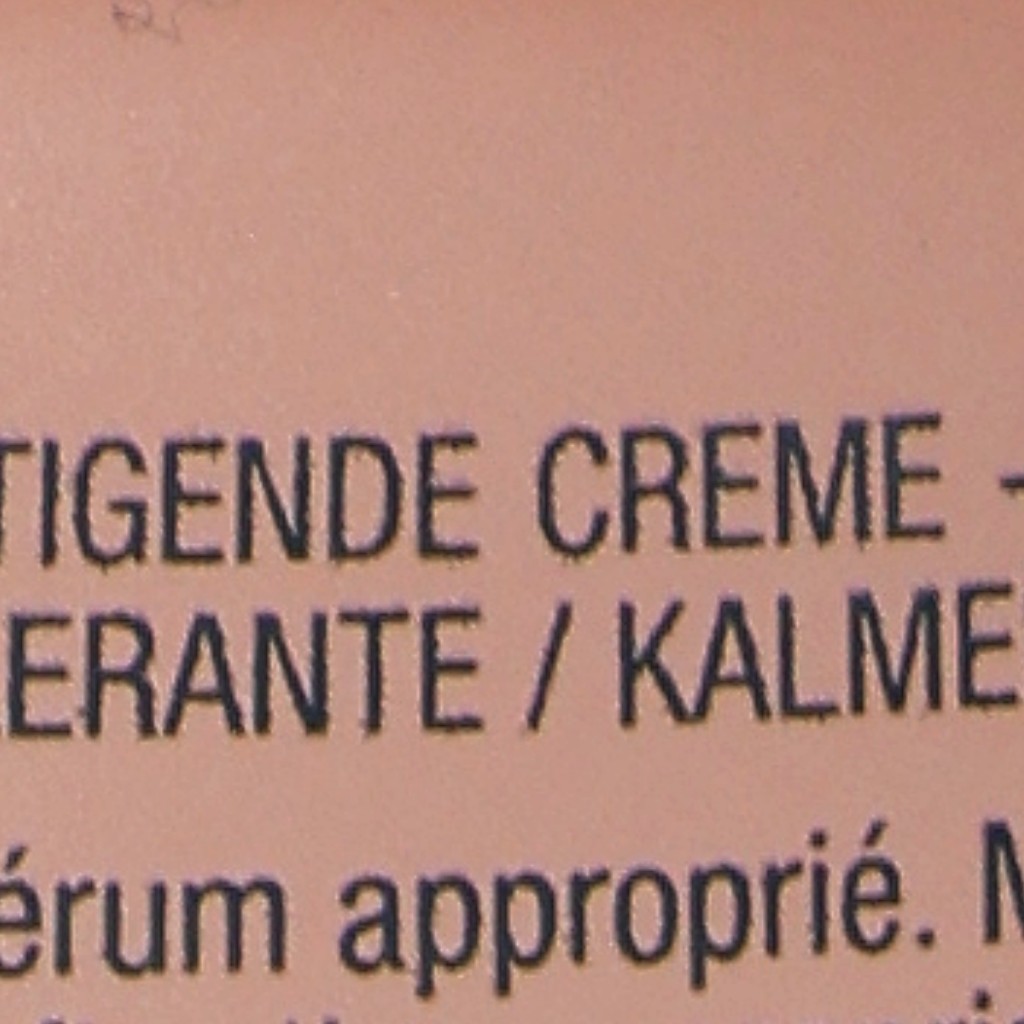 TIGENDE CREME -
ERANTE / KALME
érum approprié. M